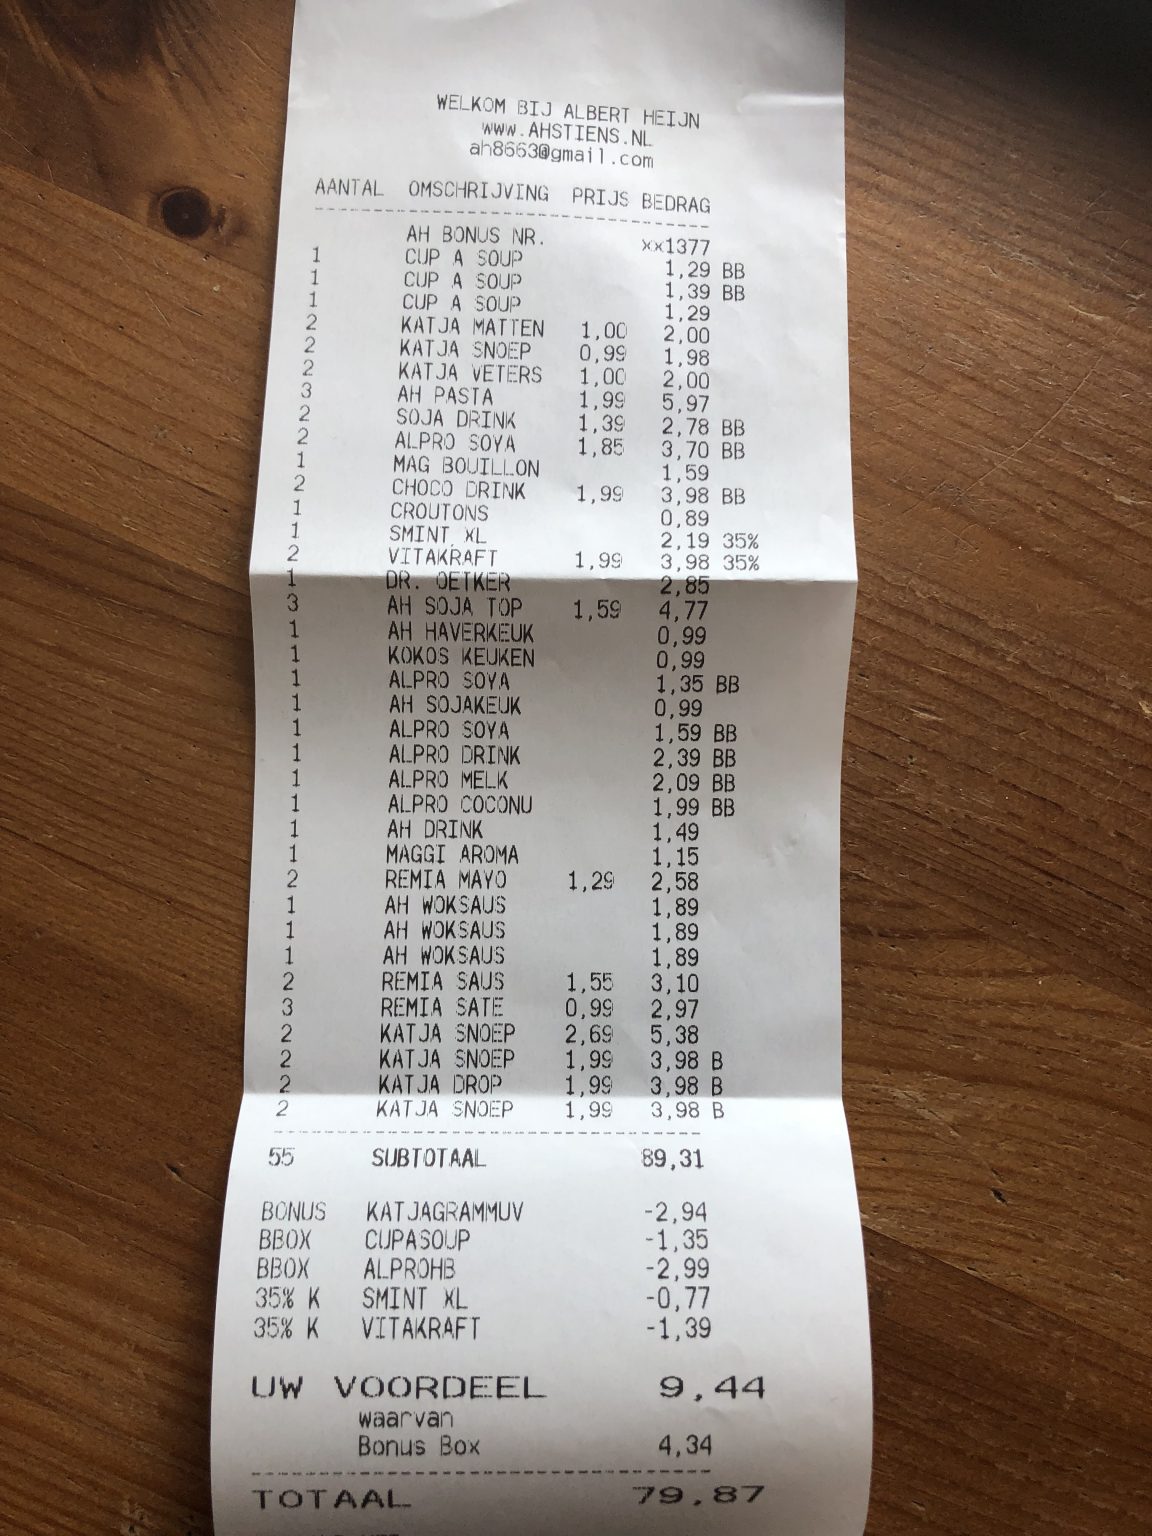 WELKOM BIJ ALBERT HEIJN
www.AHSTIENS.NL
ah8663@gmail.com
AANTAL OMSCHRIJVING PRIJS BEDRAG
AH BONUS NR. xx1377
1 CUP A SOUP 1,29 BB
1 CUP A SOUP 1,39 BB
1 CUP A SOUP 1,29
2 KATJA MATTEN 1,00 2,00
2 KATJA SNOEP 0,99 1,98
2 KATJA VETERS 1,00 2,00
3 AH PASTA 1,99 5,97
2 SOJA DRINK 1,39 2,78 BB
2 ALPRO SOYA 1,85 3,70 BB
1 MAG BOUILLON 1,59
2 CHOCO DRINK 1,99 3,98 BB
1 CROUTONS 0,89
1 SMINT XL 2,19 35%
2 VITAKRAFT 1,99 3,98 35%
1 DR. OETKER 2,85
3 AH SOJA TOP 1,59 4,77
1 AH HAVERKEUK 0,99
1 KOKOS KEUKEN 0,99
1 ALPRO SOYA 1,35 BB
1 AH SOJAKEUK 0,99
1 ALPRO SOYA 1,59 BB
1 ALPRO DRINK 2,39 BB
1 ALPRO MELK 2,09 BB
1 ALPRO COCONU 1,99 BB
1 AH DRINK 1,49
1 MAGGI AROMA 1,15
2 REMIA MAYO 1,29 2,58
1 AH WOKSAUS 1,89
1 AH WOKSAUS 1,89
1 AH WOKSAUS 1,89
2 REMIA SAUS 1,55 3,10
3 REMIA SATE 0,99 2,97
2 KATJA SNOEP 2,69 5,38
2 KATJA SNOEP 1,99 3,98 B
2 KATJA DROP 1,99 3,98 B
2 KATJA SNOEP 1,99 3,98 B
55 SUBTOTAAL 89,31
BONUS KATJAGRAMMUV -2,94
BBOX CUPASOUP -1,35
BBOX ALPROHB -2,99
35% K SMINT XL -0,77
35% K VITAKRAFT -1,39
UW VOORDEEL 9,44
waarvan
Bonus Box 4,34
TOTAAL 79,87